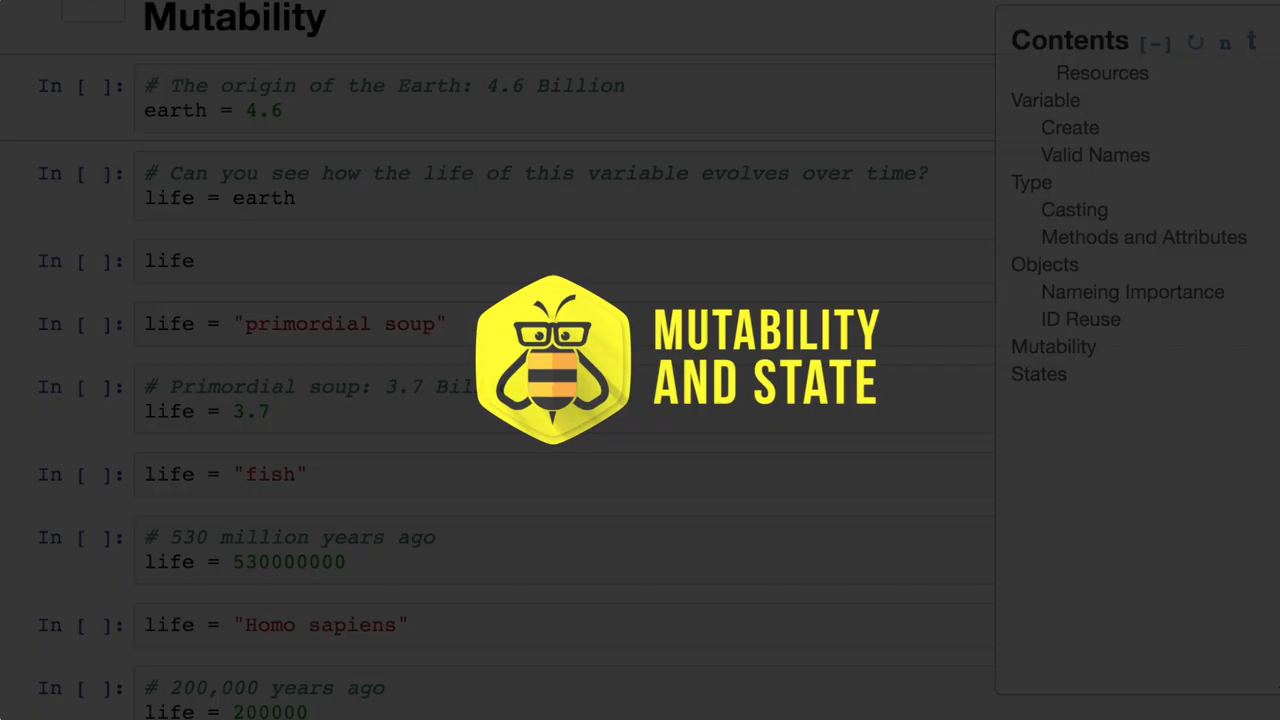 Mutability
In [ ]: # The origin of the Earth: 4.6 Billion
earth = 4.6
In [ ]: # Can you see how the life of this variable evolves over time?
life = earth
In [ ]: life
In [ ]: life = "primordial soup"
In [ ]: # Primordial soup: 3.7 Bil
life = 3.7
In [ ]: life = "fish"
In [ ]: # 530 million years ago
life = 530000000
In [ ]: life = "Homo sapiens"
In [ ]: # 200,000 years ago
life = 200000
MUTABILITY
AND STATE
Contents [-] ↻ n t
Resources
Variable
Create
Valid Names
Type
Casting
Methods and Attributes
Objects
Nameing Importance
ID Reuse
Mutability
States